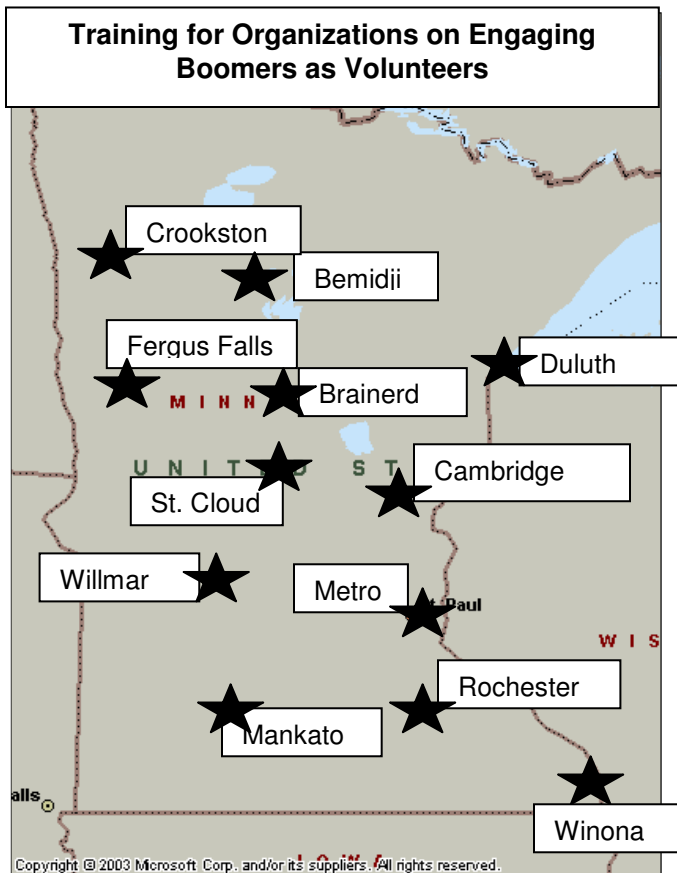 Training for Organizations on Engaging
Boomers as Volunteers
Crookston
Bemidji
Fergus Falls
Duluth
MINN
Brainerd
UNITED ST
Cambridge
St. Cloud
Willmar
Metro
Paul
WIS
Rochester
Mankato
alls
Winona
IOWA
Copyright © 2003 Microsoft Corp. and/or its suppliers. All rights reserved.